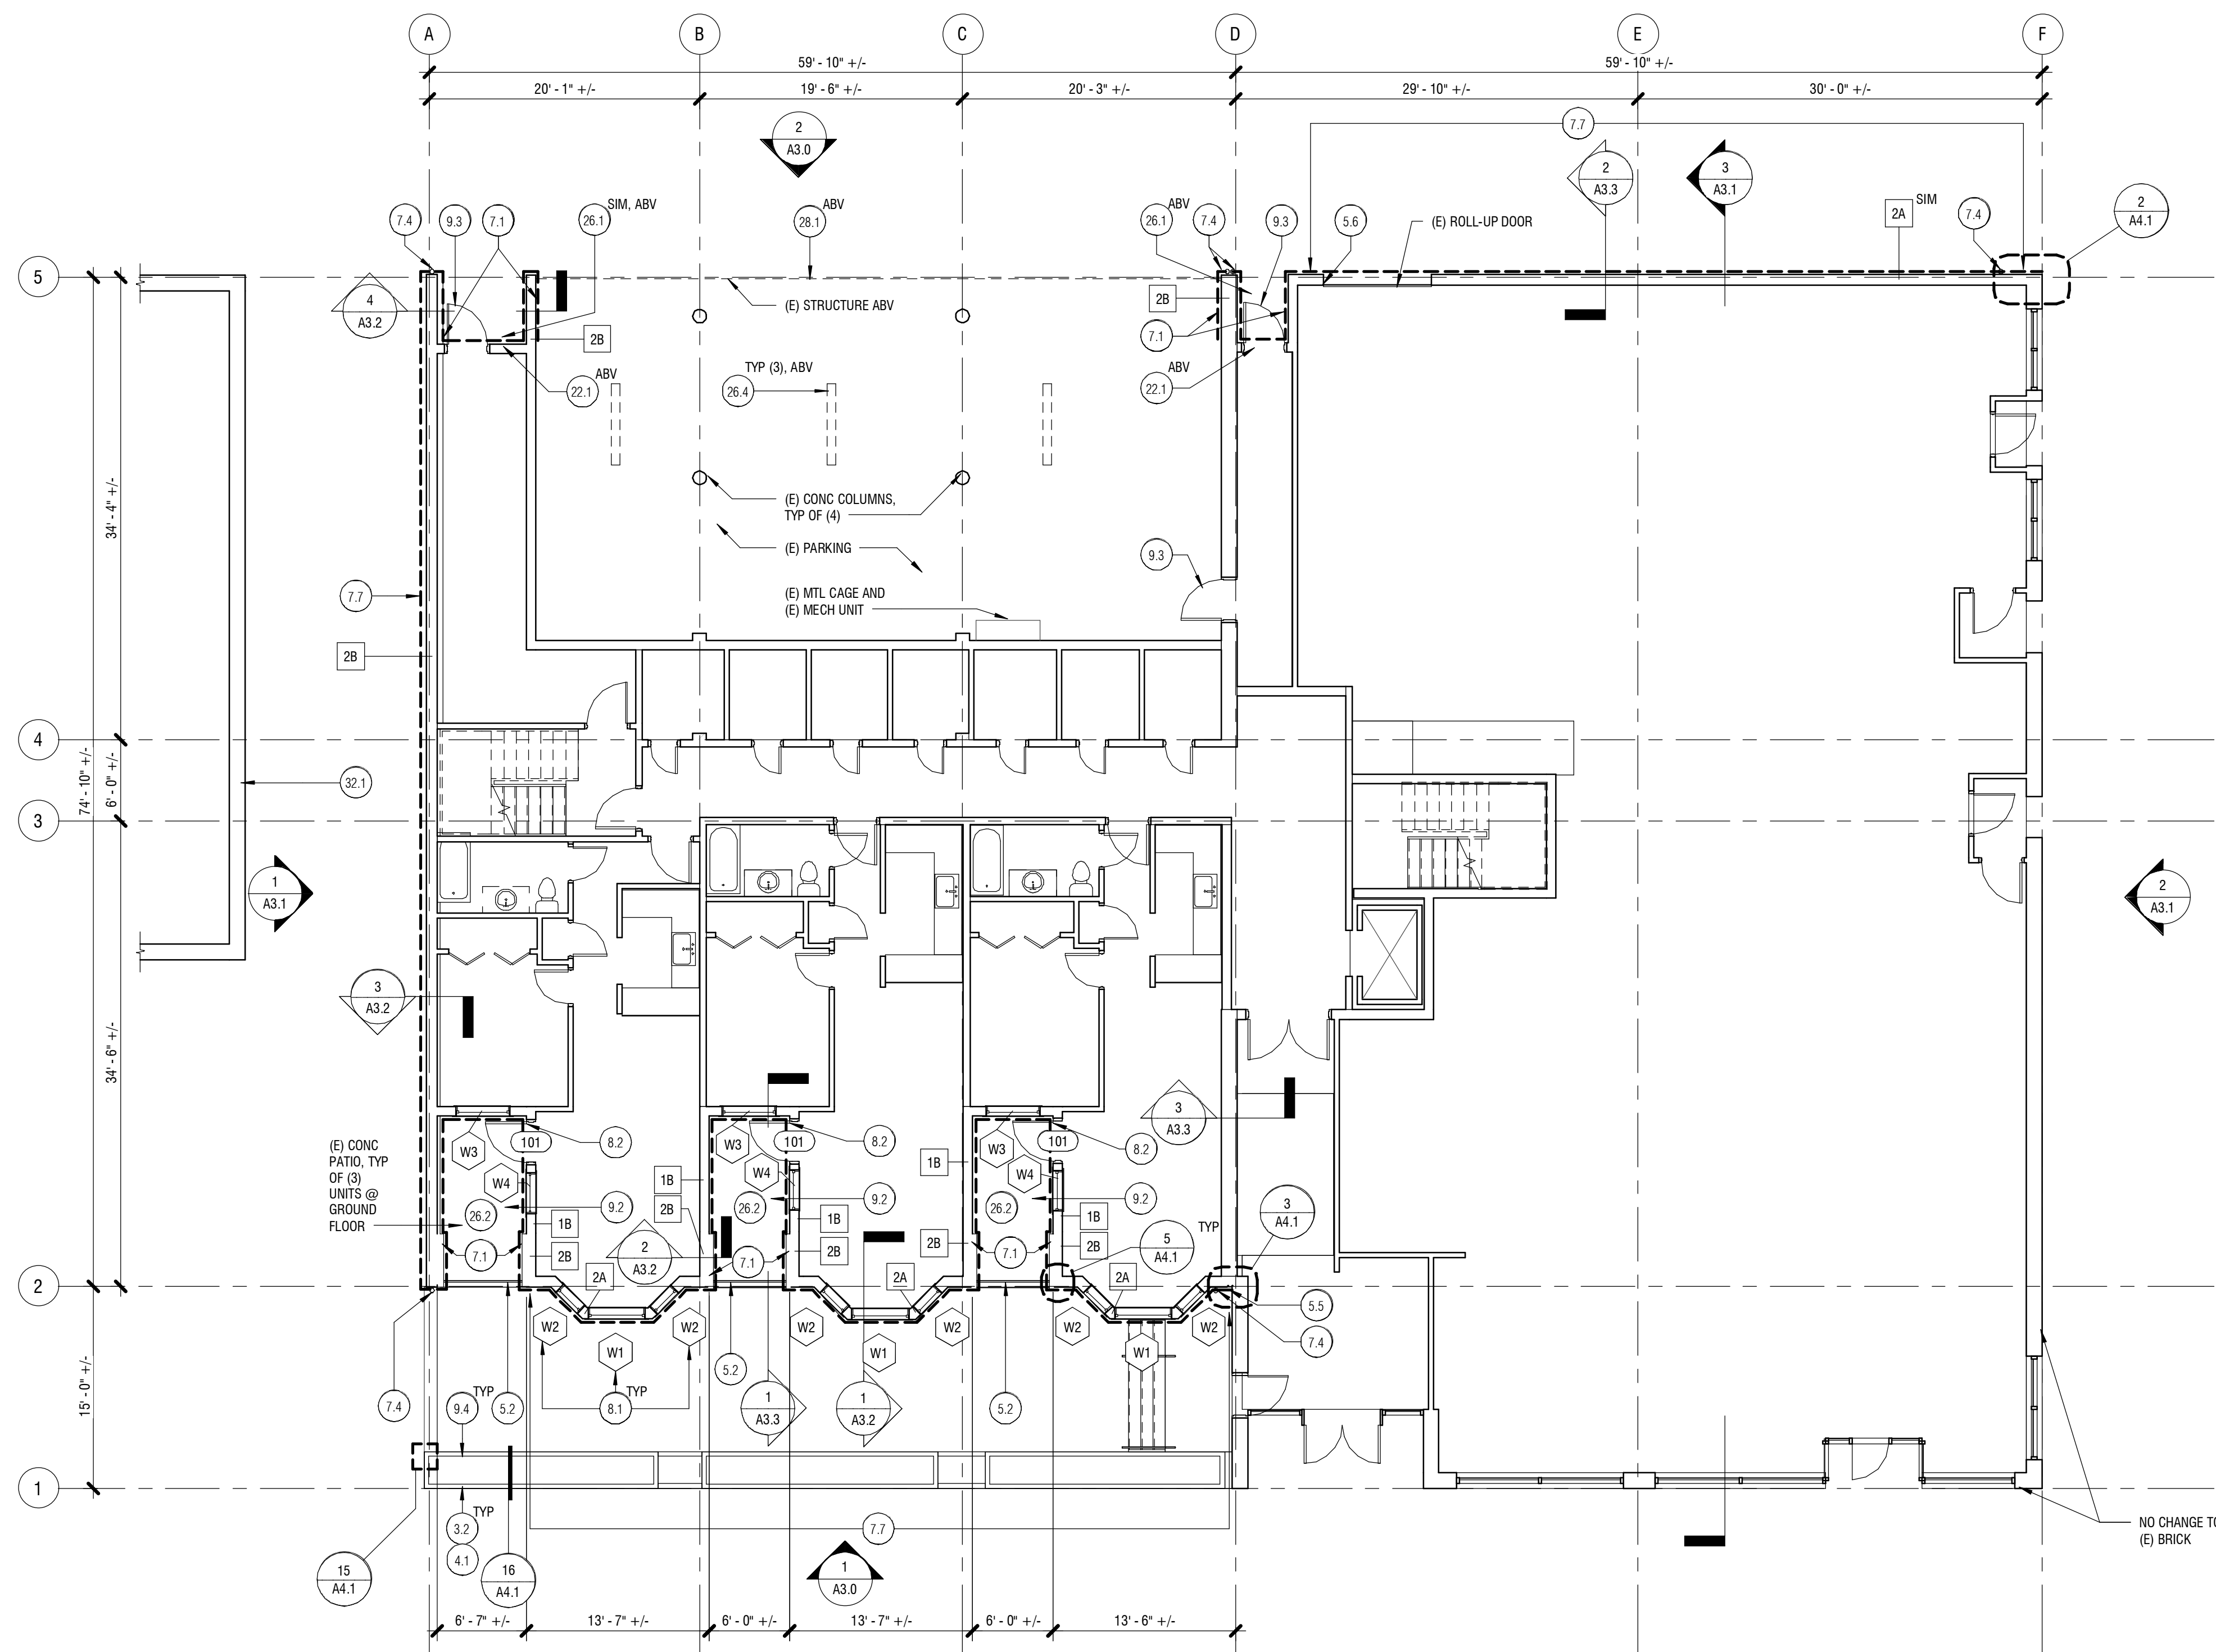 A
B
C
D
E
F
59' - 10" +/-
59' - 10" +/-
20' - 1" +/-
19' - 6" +/-
20' - 3" +/-
29' - 10" +/-
30' - 0" +/-
2
A3.0
7.7
2
A3.3
3
A3.1
7.4
9.3
7.1
26.1
SIM, ABV
28.1
ABV
26.1
ABV
7.4
9.3
5.6
(E) ROLL-UP DOOR
2A
SIM
7.4
2
A4.1
5
4
A3.2
(E) STRUCTURE ABV
2B
2B
7.1
22.1
ABV
TYP (3), ABV
26.4
22.1
ABV
34' - 4" +/-
(E) CONC COLUMNS,
TYP OF (4)
(E) PARKING
9.3
(E) MTL CAGE AND
(E) MECH UNIT
7.7
2B
4
74' - 10" +/-
6' - 0" +/-
32.1
3
1
A3.1
2
A3.1
3
A3.2
34' - 6" +/-
3
A3.3
(E) CONC
PATIO, TYP
OF (3)
UNITS @
GROUND
FLOOR
W3
101
8.2
W3
101
8.2
W3
101
8.2
W4
1B
W4
1B
W4
26.2
9.2
2B
26.2
9.2
26.2
9.2
1B
1B
1B
3
A4.1
7.1
2B
2
A3.2
7.1
2B
2B
7.1
2B
5
A4.1
TYP
2
2A
2A
2A
5.5
W2
W2
W2
W2
W2
W2
W1
W1
W1
7.4
5.2
15' - 0" +/-
7.4
9.4
TYP
5.2
8.1
TYP
1
A3.3
1
A3.2
5.2
1
3.2
TYP
4.1
7.7
NO CHANGE TO
(E) BRICK
15
A4.1
16
A4.1
1
A3.0
6' - 7" +/-
13' - 7" +/-
6' - 0" +/-
13' - 7" +/-
6' - 0" +/-
13' - 6" +/-